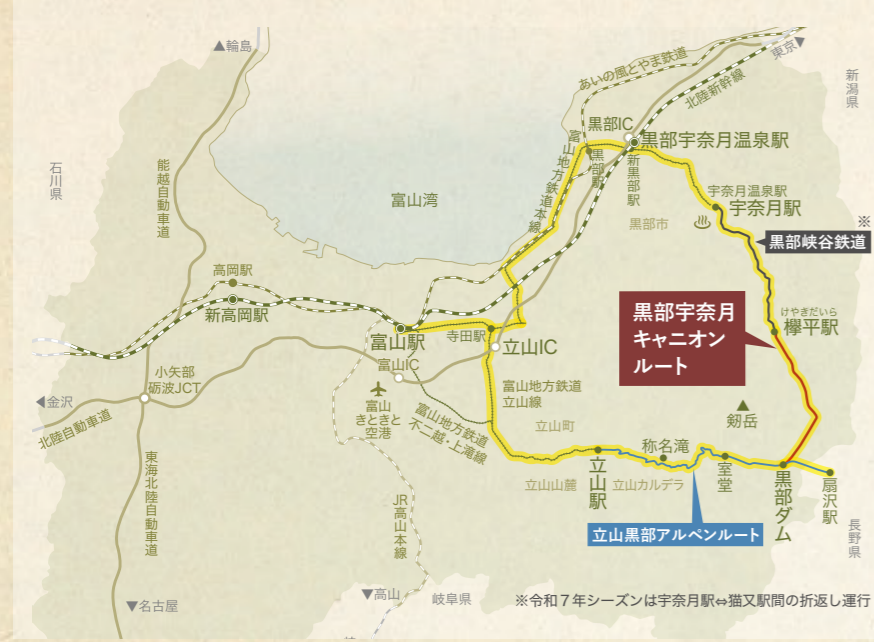 ▲輪島
東京▶
新潟県
石川県
あいの風とやま鉄道
北陸新幹線
能越自動車道
富山湾
黒部IC
黒部宇奈月温泉駅
富山地方鉄道本線
黒部駅
新黒部駅
宇奈月温泉駅
宇奈月駅
黒部市
※
黒部峡谷鉄道
高岡駅
新高岡駅
黒部宇奈月
キャニオン
ルート
けやきだいら
欅平駅
富山駅
寺田駅
立山IC
富山IC
小矢部
砺波JCT
◀金沢
北陸自動車道
富山
きときと
空港
富山地方鉄道
不二越・上滝線
富山地方鉄道
立山線
立山町
▲
剱岳
東海北陸自動車道
JR高山本線
立山山麓
立山駅
称名滝
立山カルデラ
室堂
黒部ダム
扇沢駅
立山黒部アルペンルート
長野県
▼名古屋
▼高山
岐阜県
※令和７年シーズンは宇奈月駅⇔猫又駅間の折返し運行